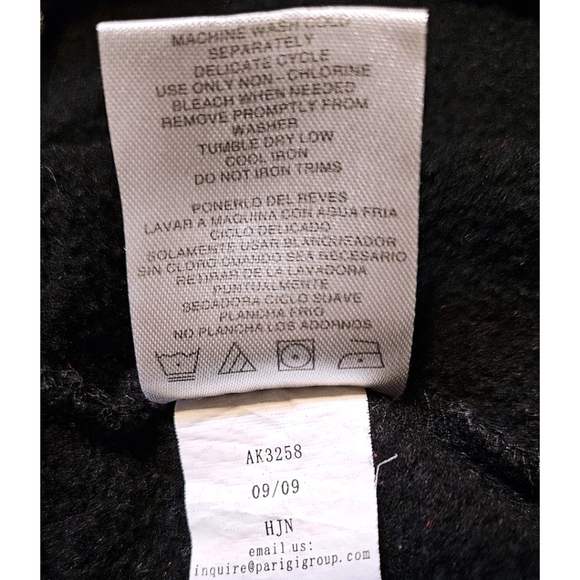 MACHINE WASH COLD
SEPARATELY
DELICATE CYCLE
USE ONLY NON-CHLORINE
BLEACH WHEN NEEDED
REMOVE PROMPTLY FROM
WASHER
TUMBLE DRY LOW
COOL IRON
DO NOT IRON TRIMS
PONERLO DEL REVES
LAVAR A MAQUINA CON AGUA FRIA
CICLO DELICADO
SOLAMENTE USAR BLANQUEADOR
SIN CLORO CUANDO SEA NECESARIO
RETIRAR DE LA LAVADORA
PUNTUALMENTE
SECADORA CICLO SUAVE
PLANCHA FRIO
NO PLANCHA LOS ADORNOS
AK3258
09/09
HJN
email us:
inquire@parigigroup.com